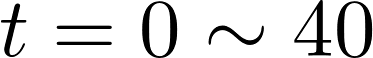 t = 0 ∼ 40